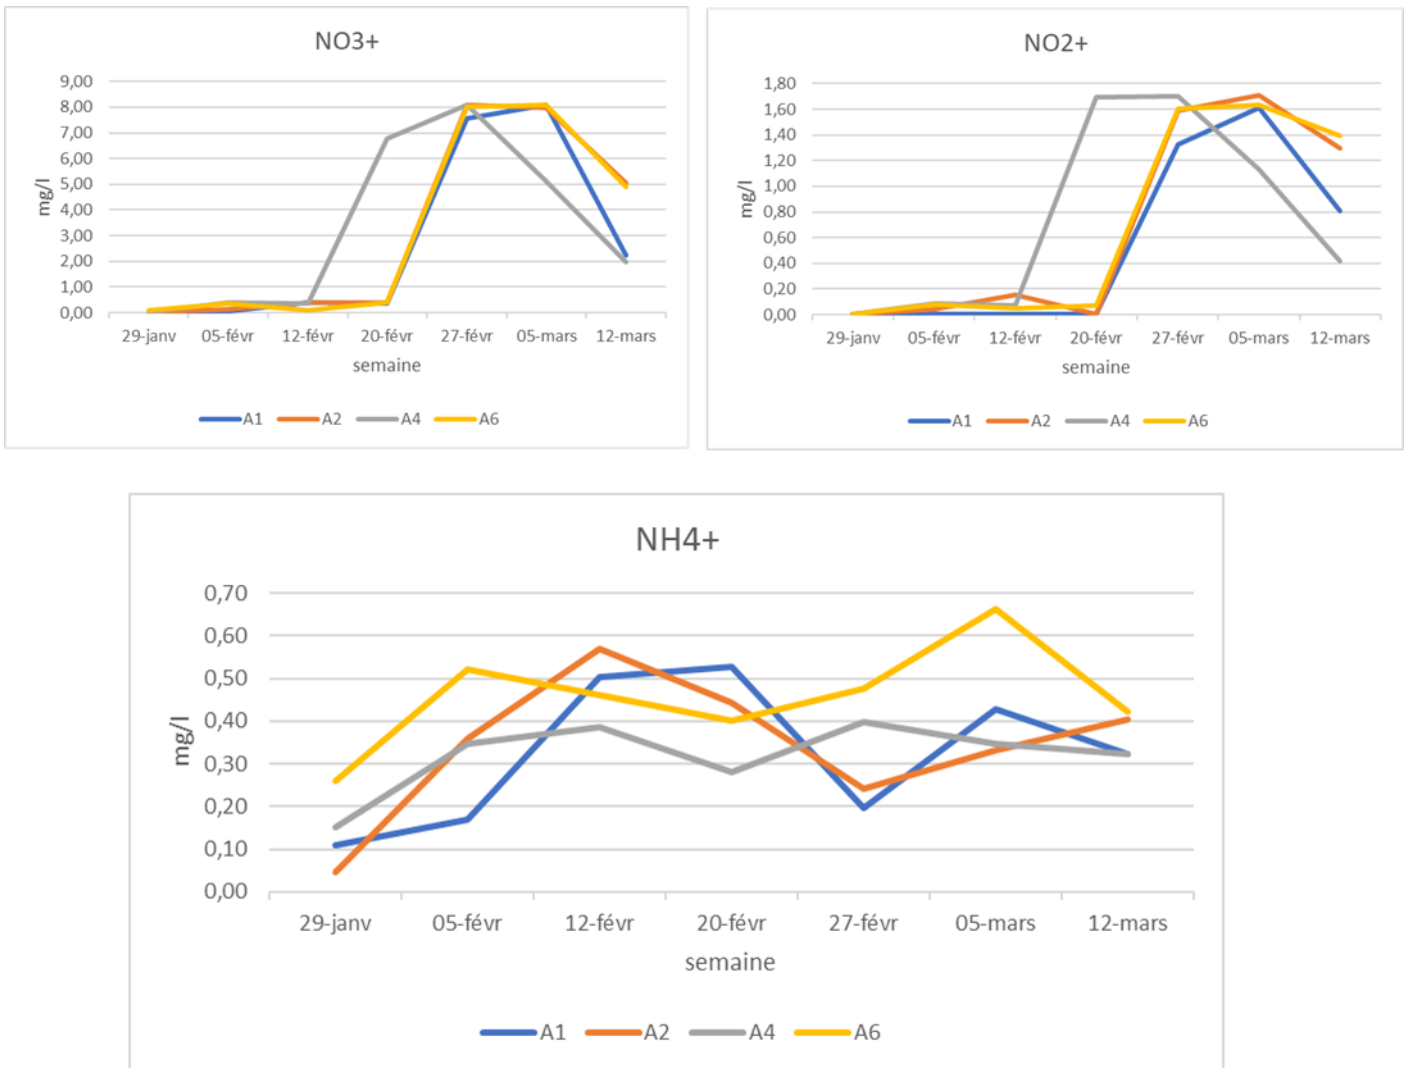 NO3+
9,00
8,00
7,00
6,00
5,00
4,00
3,00
2,00
1,00
0,00
mg/l
29-janv 05-févr 12-févr 20-févr 27-févr 05-mars 12-mars
semaine
A1 A2 A4 A6
NO2+
1,80
1,60
1,40
1,20
1,00
0,80
0,60
0,40
0,20
0,00
mg/l
29-janv 05-févr 12-févr 20-févr 27-févr 05-mars 12-mars
semaine
A1 A2 A4 A6
NH4+
0,70
0,60
0,50
0,40
0,30
0,20
0,10
0,00
mg/l
29-janv 05-févr 12-févr 20-févr 27-févr 05-mars 12-mars
semaine
A1 A2 A4 A6